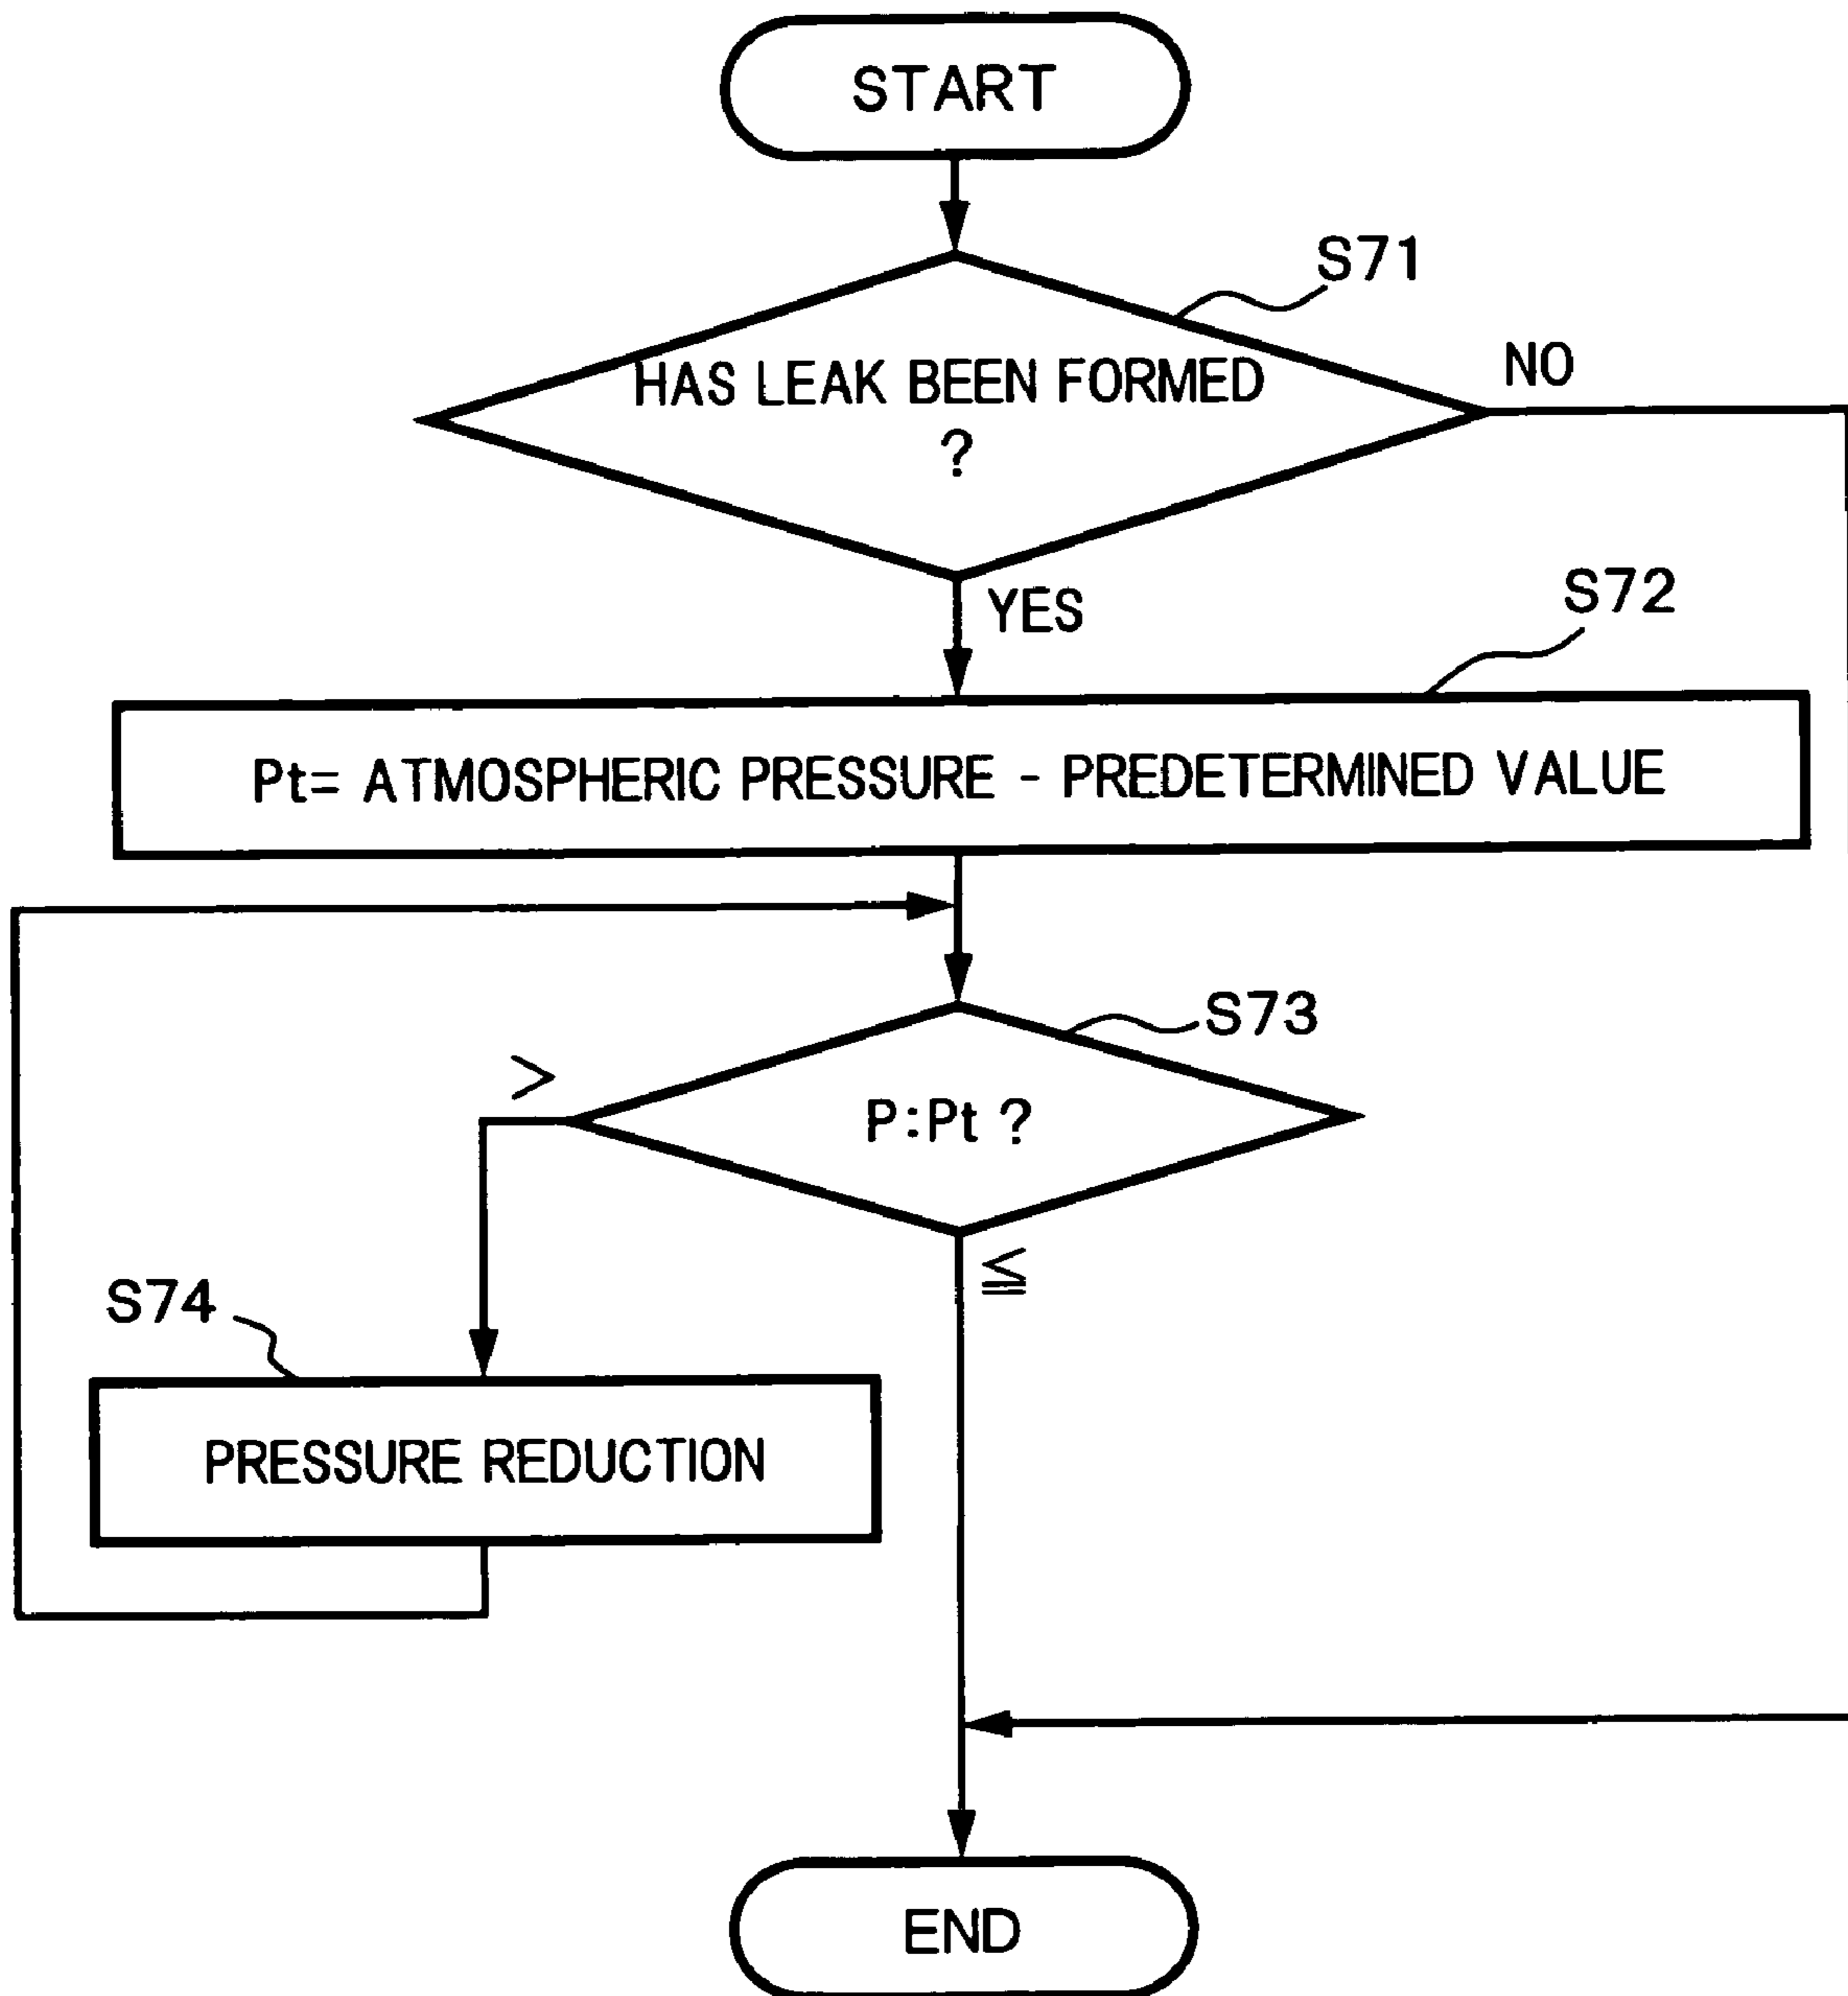 START
S71
HAS LEAK BEEN FORMED
?
NO
YES
S72
Pt= ATMOSPHERIC PRESSURE - PREDETERMINED VALUE
S73
>
P:Pt ?
≦
S74
PRESSURE REDUCTION
END